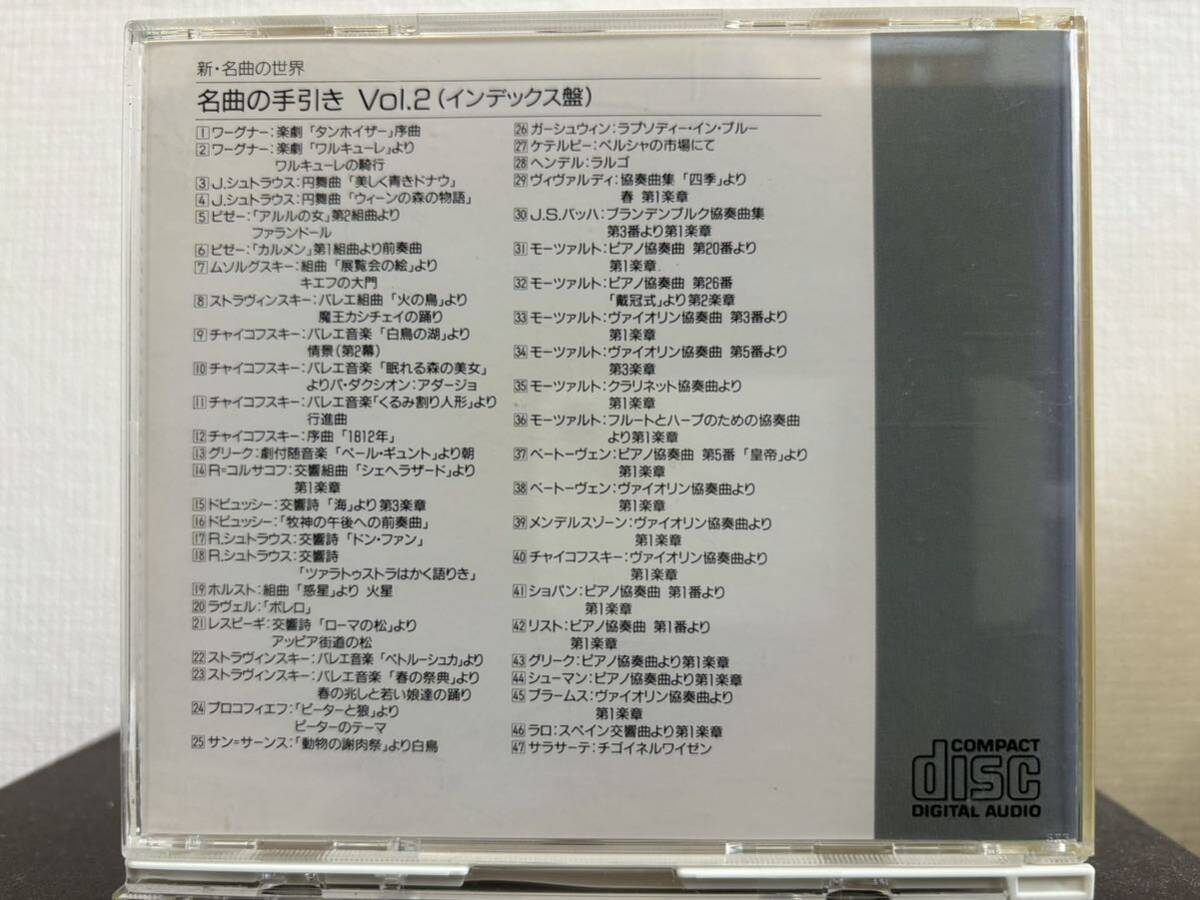 新・名曲の世界
名曲の手引き Vol.2(インデックス盤)
1 ワーグナー:楽劇「タンホイザー」序曲
2 ワーグナー:楽劇「ワルキューレ」より
ワルキューレの騎行
3 J.シュトラウス:円舞曲「美しく青きドナウ」
4 J.シュトラウス:円舞曲「ウィーンの森の物語」
5 ビゼー:「アルルの女」第2組曲より
ファランドール
6 ビゼー:「カルメン」第1組曲より前奏曲
7 ムソルグスキー:組曲「展覧会の絵」より
キエフの大門
8 ストラヴィンスキー:バレエ組曲「火の鳥」より
魔王カシチェイの踊り
9 チャイコフスキー:バレエ音楽「白鳥の湖」より
情景(第2幕)
10 チャイコフスキー:バレエ音楽「眠れる森の美女」
よりパ・ダクシオン:アダージョ
11 チャイコフスキー:バレエ音楽「くるみ割り人形」より
行進曲
12 チャイコフスキー:序曲「1812年」
13 グリーク:劇付随音楽「ペール・ギュント」より朝
14 R=コルサコフ:交響組曲「シェヘラザード」より
第1楽章
15 ドビュッシー:交響詩「海」より第3楽章
16 ドビュッシー:「牧神の午後への前奏曲」
17 R.シュトラウス:交響詩「ドン・ファン」
18 R.シュトラウス:交響詩
「ツァラトゥストラはかく語りき」
19 ホルスト:組曲「惑星」より 火星
20 ラヴェル:「ボレロ」
21 レスピーギ:交響詩「ローマの松」より
アッピア街道の松
22 ストラヴィンスキー:バレエ音楽「ペトルーシュカ」より
23 ストラヴィンスキー:バレエ音楽「春の祭典」より
春の兆しと若い娘達の踊り
24 プロコフィエフ:「ピーターと狼」より
ピーターのテーマ
25 サン=サーンス:「動物の謝肉祭」より白鳥
26 ガーシュウィン:ラプソディー・イン・ブルー
27 ケテルビー:ペルシャの市場にて
28 ヘンデル:ラルゴ
29 ヴィヴァルディ:協奏曲集「四季」より
春 第1楽章
30 J.S.バッハ:ブランデンブルク協奏曲集
第3番より第1楽章
31 モーツァルト:ピアノ協奏曲 第20番より
第1楽章
32 モーツァルト:ピアノ協奏曲 第26番
「戴冠式」より第2楽章
33 モーツァルト:ヴァイオリン協奏曲 第3番より
第1楽章
34 モーツァルト:ヴァイオリン協奏曲 第5番より
第3楽章
35 モーツァルト:クラリネット協奏曲より
第1楽章
36 モーツァルト:フルートとハープのための協奏曲
より第1楽章
37 ベートーヴェン:ピアノ協奏曲 第5番「皇帝」より
第1楽章
38 ベートーヴェン:ヴァイオリン協奏曲より
第1楽章
39 メンデルスゾーン:ヴァイオリン協奏曲より
第1楽章
40 チャイコフスキー:ヴァイオリン協奏曲より
第1楽章
41 ショパン:ピアノ協奏曲 第1番より
第1楽章
42 リスト:ピアノ協奏曲 第1番より
第1楽章
43 グリーク:ピアノ協奏曲より第1楽章
44 シューマン:ピアノ協奏曲より第1楽章
45 ブラームス:ヴァイオリン協奏曲より
第1楽章
46 ラロ:スペイン交響曲より第1楽章
47 サラサーテ:チゴイネルワイゼン
COMPACT
disc
DIGITAL AUDIO